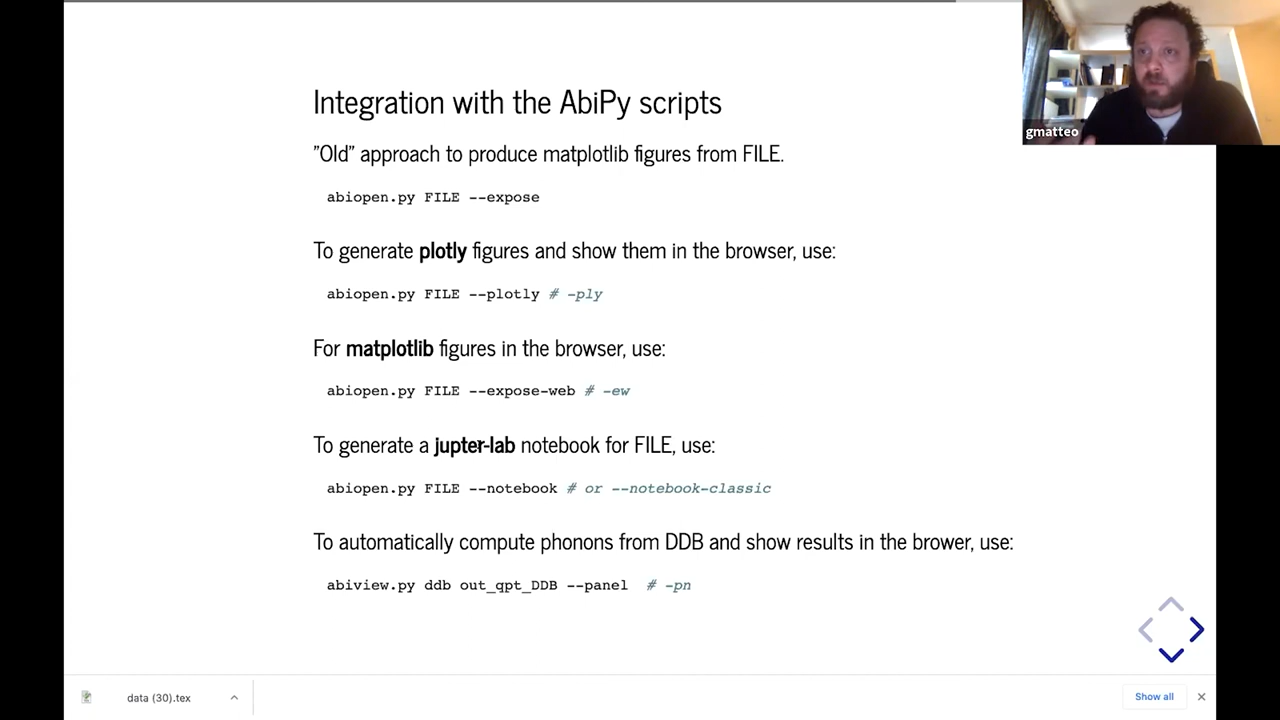 Integration with the AbiPy scripts
gmatteo
"Old" approach to produce matplotlib figures from FILE.
abiopen.py FILE --expose
To generate plotly figures and show them in the browser, use:
abiopen.py FILE --plotly # -ply
For matplotlib figures in the browser, use:
abiopen.py FILE --expose-web # -ew
To generate a jupter-lab notebook for FILE, use:
abiopen.py FILE --notebook # or --notebook-classic
To automatically compute phonons from DDB and show results in the brower, use:
abiview.py ddb out_qpt_DDB --panel # -pn
data (30).tex
Show all